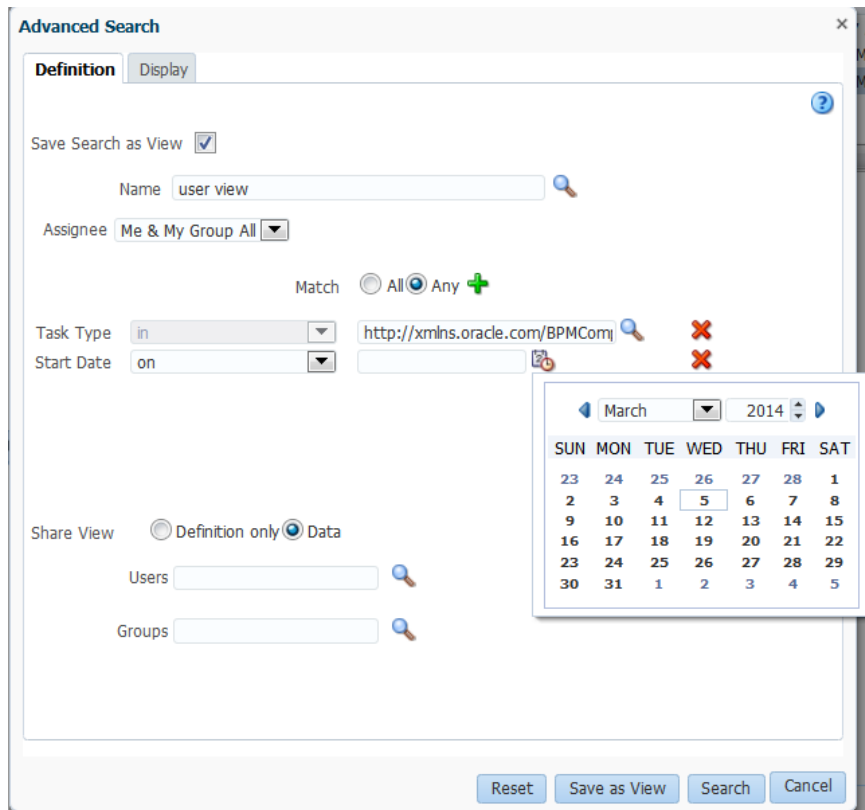 Advanced Search
Definition Display
Save Search as View
Name user view
Assignee Me & My Group All
Match All Any
Task Type in http://xmlns.oracle.com/BPMComp
Start Date on
March 2014
SUN MON TUE WED THU FRI SAT
23 24 25 26 27 28 1
2 3 4 5 6 7 8
9 10 11 12 13 14 15
16 17 18 19 20 21 22
23 24 25 26 27 28 29
30 31 1 2 3 4 5
Share View Definition only Data
Users
Groups
Reset Save as View Search Cancel